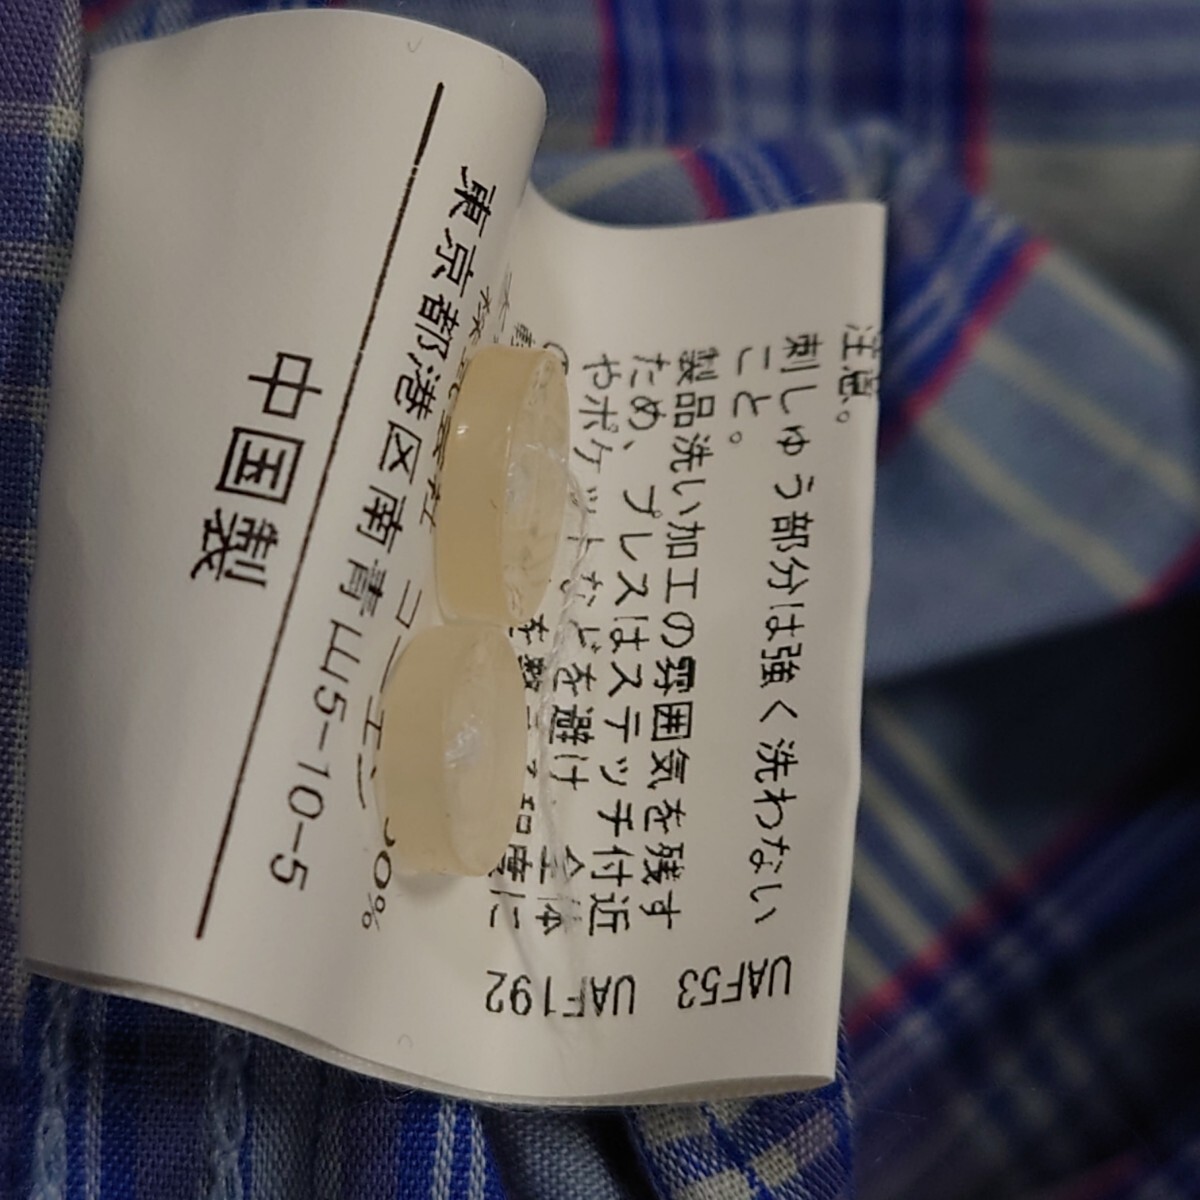 注意。
刺しゅう部分は強く洗わない
こと。
UAF53
製品洗い加工の雰囲気を残す
ため、プレスはステッチ付近
やポケットなどを避け、全体
UAF192
東京都港区南青山5-10-5
中国製